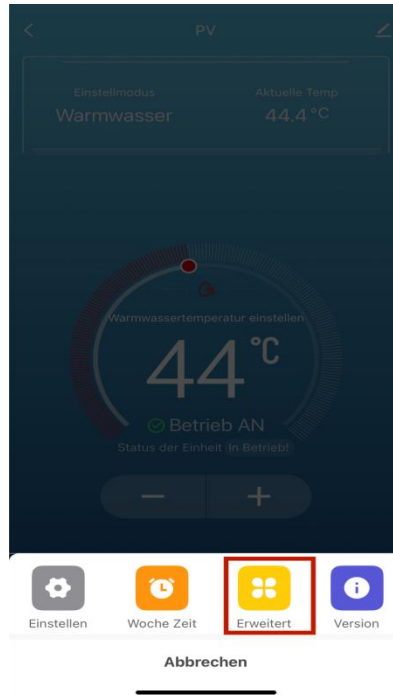 PV
Einstellmodus Aktuelle Temp
Warmwasser 44.4°C
Warmwassertemperatur einstellen
44°C
Betrieb AN
Status der Einheit In Betrieb!
− +
Einstellen Woche Zeit Erweitert Version
Abbrechen